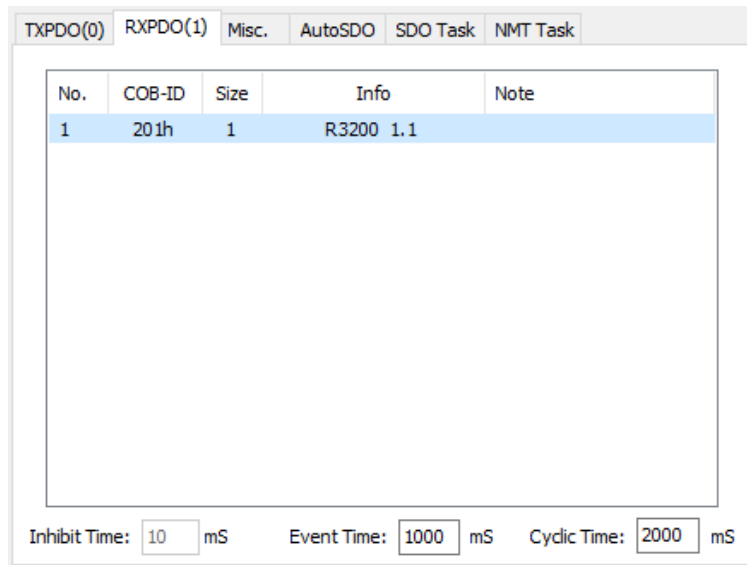 TXPDO(0) RXPDO(1) Misc. AutoSDO SDO Task NMT Task
No. COB-ID Size Info Note
1 201h 1 R3200 1.1
Inhibit Time: 10 mS Event Time: 1000 mS Cyclic Time: 2000 mS